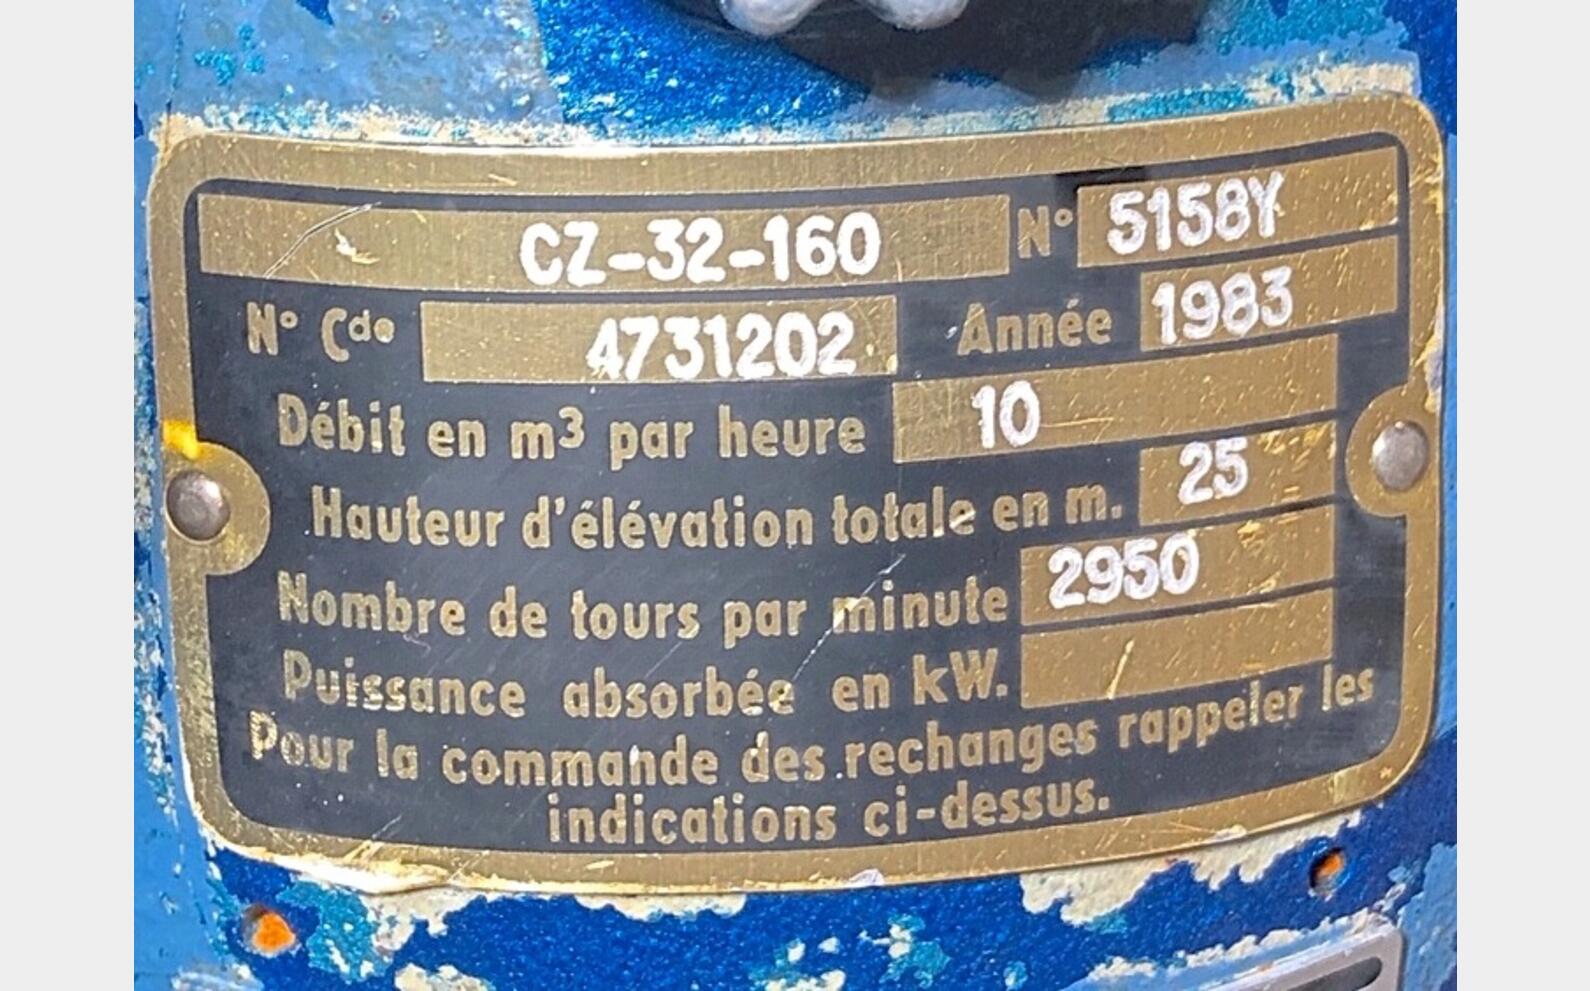 CZ-32-160 N° 5158Y
N° Cde 4731202 Année 1983
Débit en m3 par heure 10
Hauteur d'élévation totale en m. 25
Nombre de tours par minute 2950
Puissance absorbée en kW.
Pour la commande des rechanges rappeler les
indications ci-dessus.